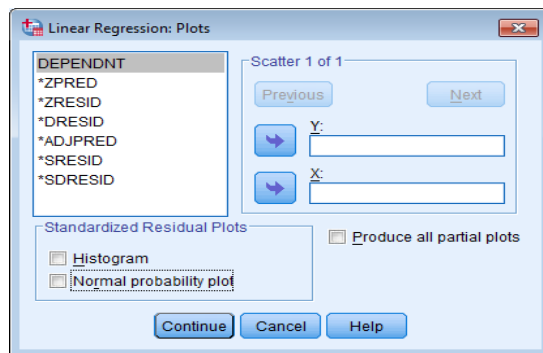 Linear Regression: Plots
DEPENDNT
*ZPRED
*ZRESID
*DRESID
*ADJPRED
*SRESID
*SDRESID
Scatter 1 of 1
Previous
Next
Y:
X:
Standardized Residual Plots
Histogram
Normal probability plot
Produce all partial plots
Continue
Cancel
Help